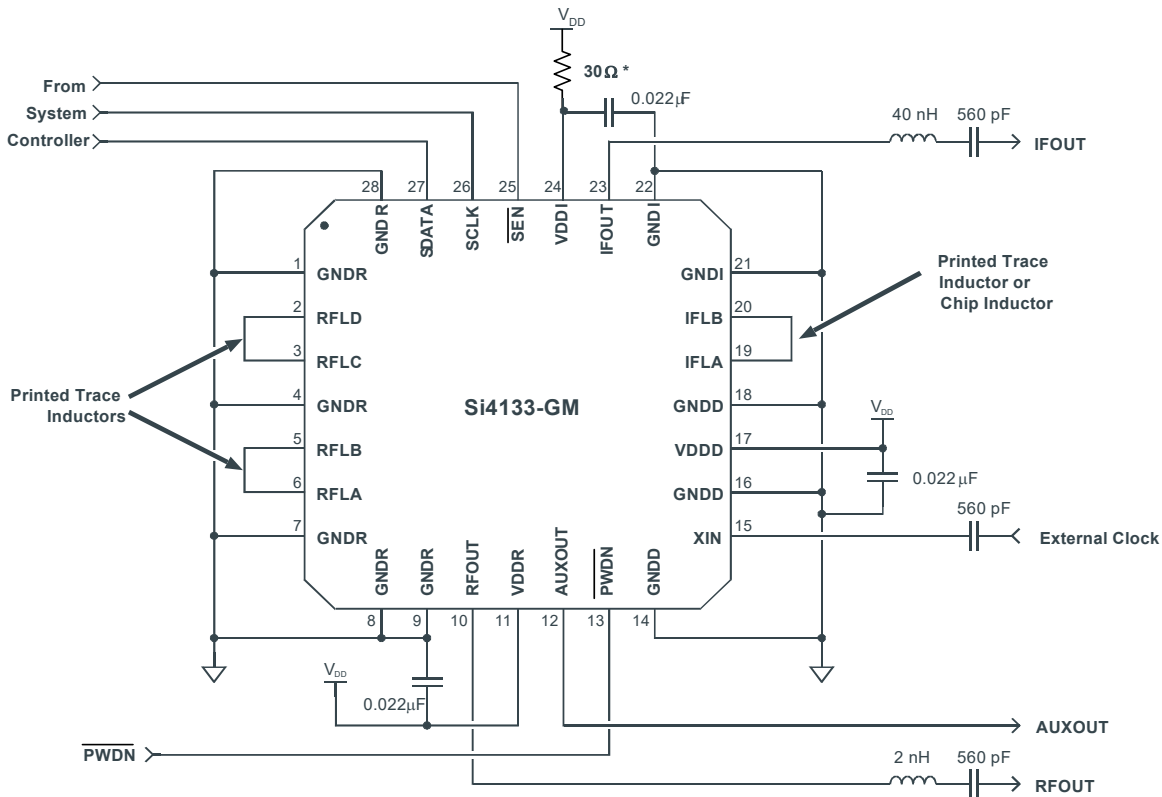 VDD
30Ω *
0.022µF
From
System
Controller
40 nH 560 pF
IFOUT
28 27 26 25 24 23 22
GNDR SDATA SCLK SEN VDDI IFOUT GNDI
1 GNDR
2 RFLD
3 RFLC
4 GNDR
5 RFLB
6 RFLA
7 GNDR
Printed Trace
Inductors
Si4133-GM
GNDI 21
IFLB 20
IFLA 19
GNDD 18
VDDD 17
GNDD 16
XIN 15
Printed Trace
Inductor or
Chip Inductor
VDD
0.022µF
560 pF
External Clock
GNDR GNDR RFOUT VDDR AUXOUT PWDN GNDD
8 9 10 11 12 13 14
VDD
0.022µF
AUXOUT
PWDN
2 nH 560 pF
RFOUT